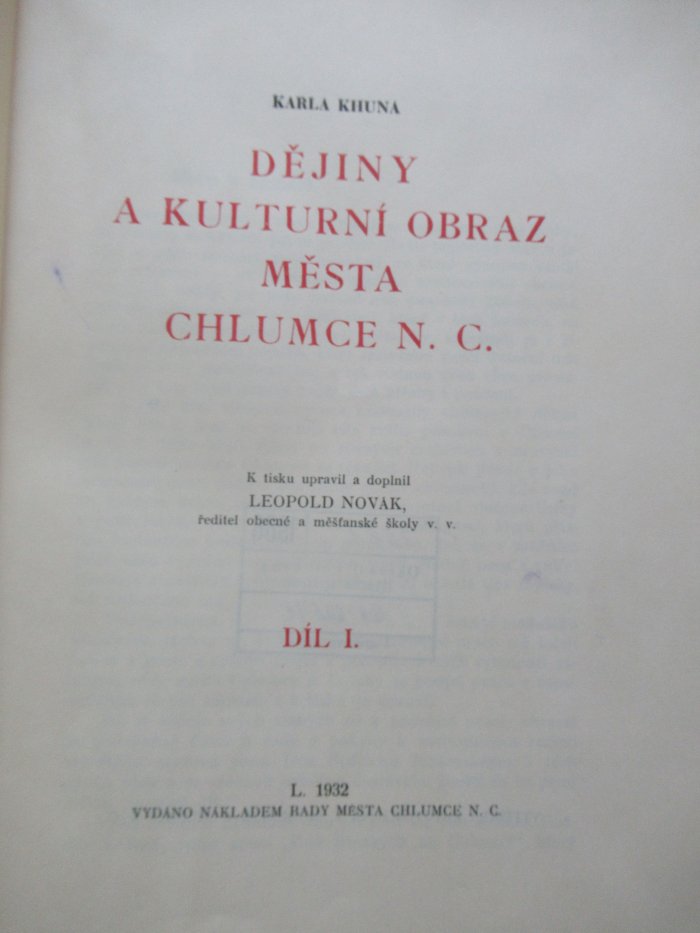 KARLA KHUNA
DĚJINY
A KULTURNÍ OBRAZ
MĚSTA
CHLUMCE N. C.
K tisku upravil a doplnil
LEOPOLD NOVÁK,
ředitel obecné a měšťanské školy v. v.
DÍL I.
L. 1932
VYDÁNO NÁKLADEM RADY MĚSTA CHLUMCE N. C.